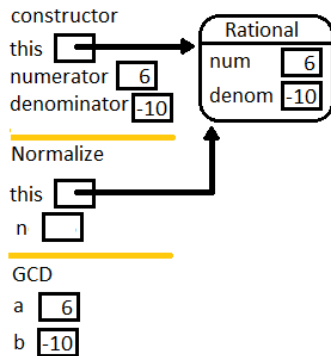 constructor
this
numerator 6
denominator -10
Rational
num 6
denom -10
Normalize
this
n
GCD
a 6
b -10